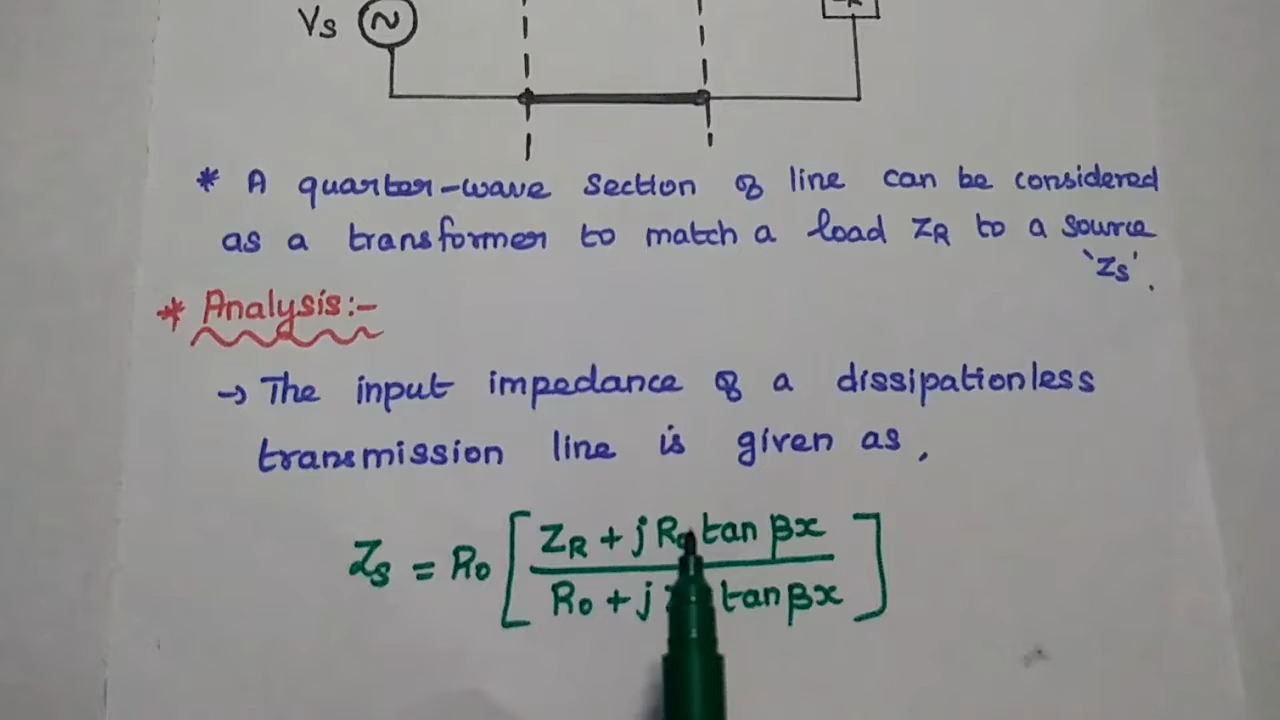 Vs
* A quarter-wave section of line can be considered
as a transformer to match a load ZR to a source
'Zs'.
* Analysis:-
→ The input impedance of a dissipationless
transmission line is given as,
Zs = R0 [ ZR + j R0 tan βx
R0 + j tan βx ]